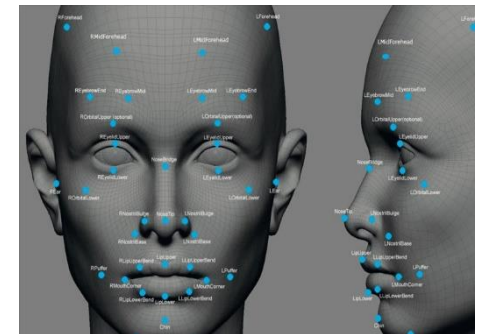 RForehead
LForehead
RMidForehead
LMidForehead
REyebrowEnd
REyebrowMid
LEyebrowMid
LEyebrowEnd
ROrbitalUpper (optional)
LOrbitalUpper(optional)
REyelidUpper
LEyelidUpper
NoseBridge
REyelidLower
LEyelidLower
REar
LEar
ROrbitalLower
LOrbitalLower
RNostrilBulge
NoseTip
LNostrilBulge
RNostrilBase
LNostrilBase
RPuffer
RLipUpperBend
LipUpper
LLipUpperBend
LPuffer
RMouthCorner
LMouthCorner
RLipLowerBend
LipLower
LLipLowerBend
Chin
LForehead
LMidForehead
LEyebrowMid
LEyebrowEnd
LOrbitalUpper(optional)
LEyelidUpper
NoseBridge
LEyelidLower
LOrbitalLower
NoseTip
LNostrilBulge
LNostrilBase
LipUpper
LLipUpperBend
LPuffer
LMouthCorner
LipLower
LLipLowerBend
Chin